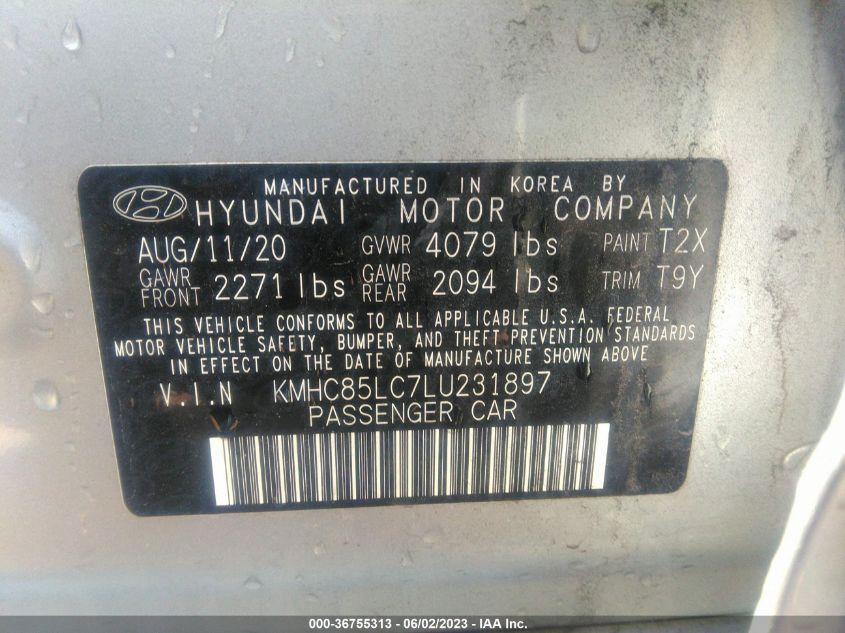 MANUFACTURED IN KOREA BY
HYUNDAI MOTOR COMPANY
AUG/11/20 GVWR 4079 lbs PAINT T2X
GAWR FRONT 2271 lbs GAWR REAR 2094 lbs TRIM T9Y
THIS VEHICLE CONFORMS TO ALL APPLICABLE U.S.A. FEDERAL
MOTOR VEHICLE SAFETY, BUMPER, AND THEFT PREVENTION STANDARDS
IN EFFECT ON THE DATE OF MANUFACTURE SHOWN ABOVE
V.I.N KMHC85LC7LU231897
PASSENGER CAR
000-36755313 - 06/02/2023 - IAA Inc.